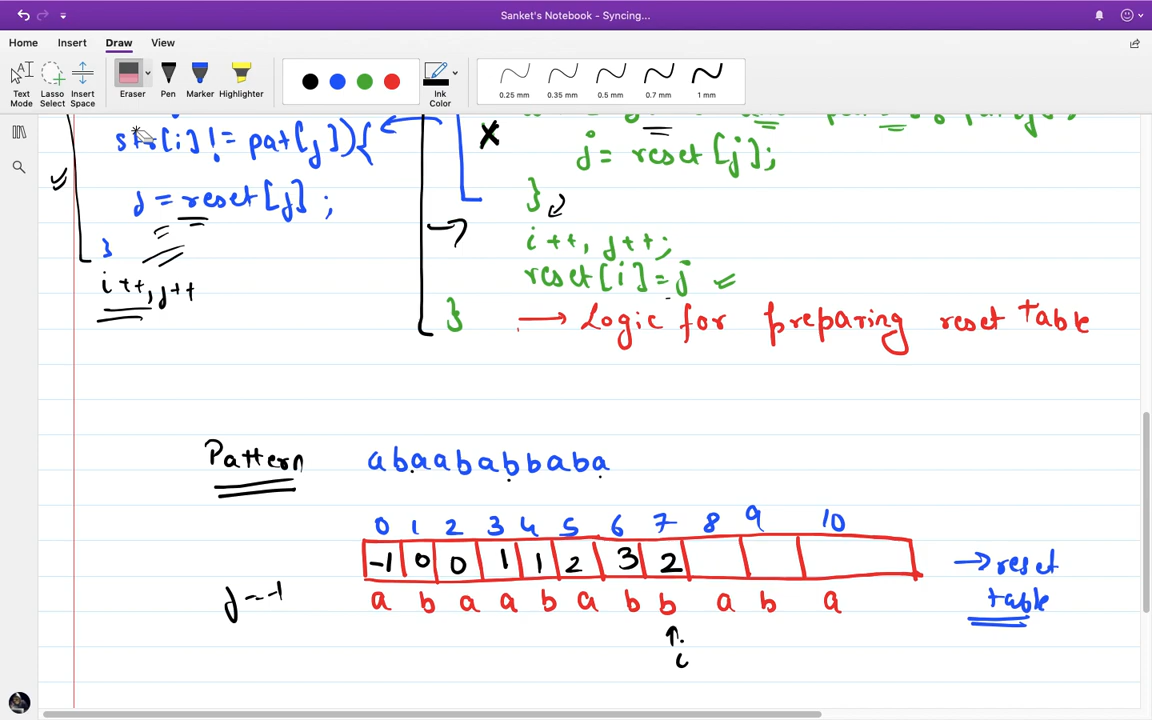 Sanket's Notebook - Syncing...
Home Insert Draw View
Text Mode
Lasso Select
Insert Space
Eraser
Pen
Marker
Highlighter
Ink Color
0.25 mm 0.35 mm 0.5 mm 0.7 mm 1 mm
str[i] != pat[j]){
j = reset[j] ;
}
i++, j++
j = reset [j];
}
i++, j++;
reset[i] = j
}
Logic for preparing reset table
Pattern abaababbaba
0 1 2 3 4 5 6 7 8 9 10
-1 0 0 1 1 2 3 2
reset table
j = -1
a b a a b a b b a b a
i